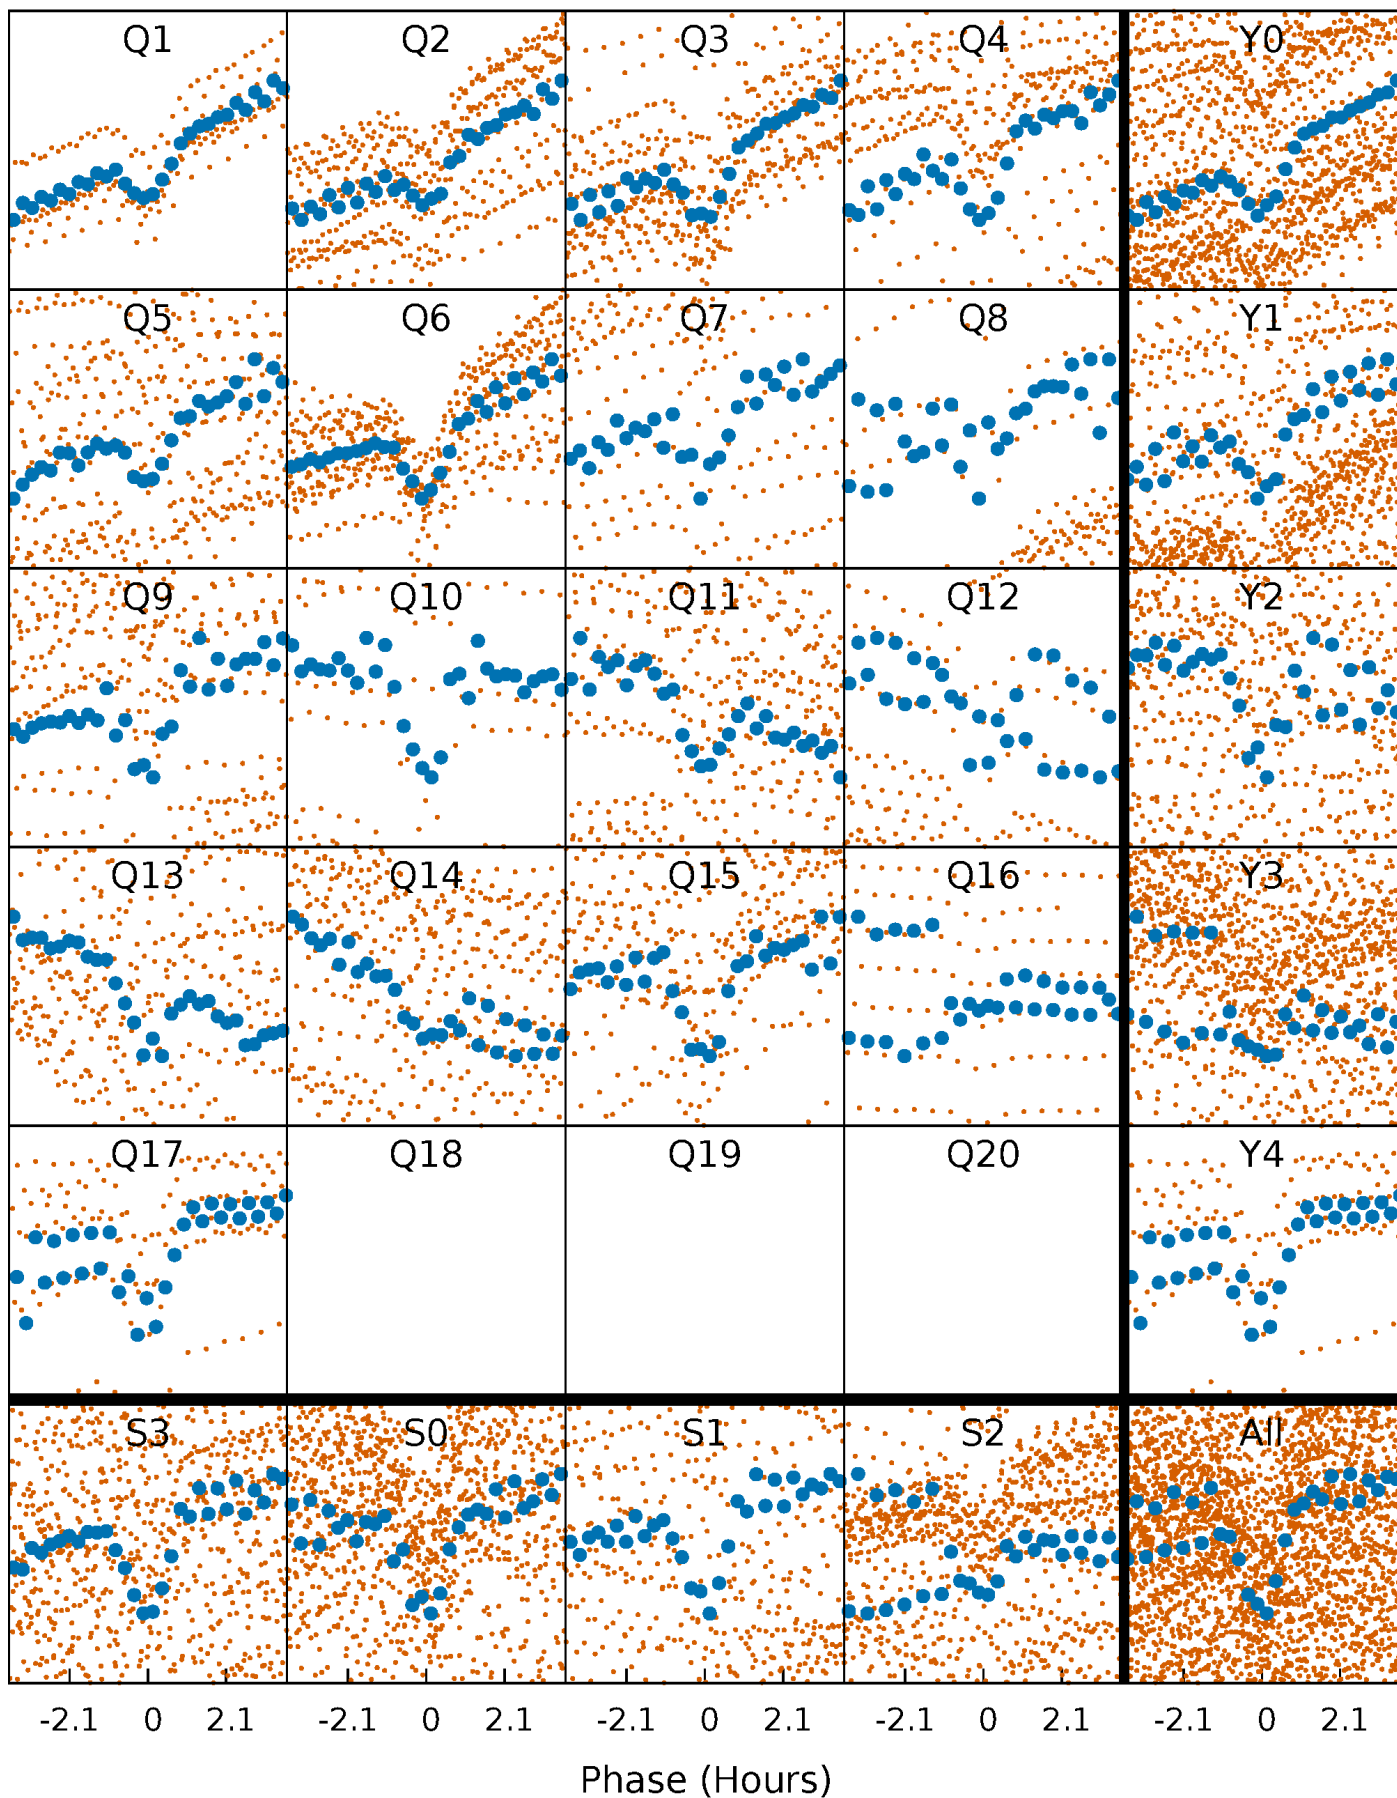 Q1 Q2 Q3 Q4 Y0
Q5 Q6 Q7 Q8 Y1
Q9 Q10 Q11 Q12 Y2
Q13 Q14 Q15 Q16 Y3
Q17 Q18 Q19 Q20 Y4
S3 S0 S1 S2 All
-2.1 0 2.1 -2.1 0 2.1 -2.1 0 2.1 -2.1 0 2.1 -2.1 0 2.1
Phase (Hours)